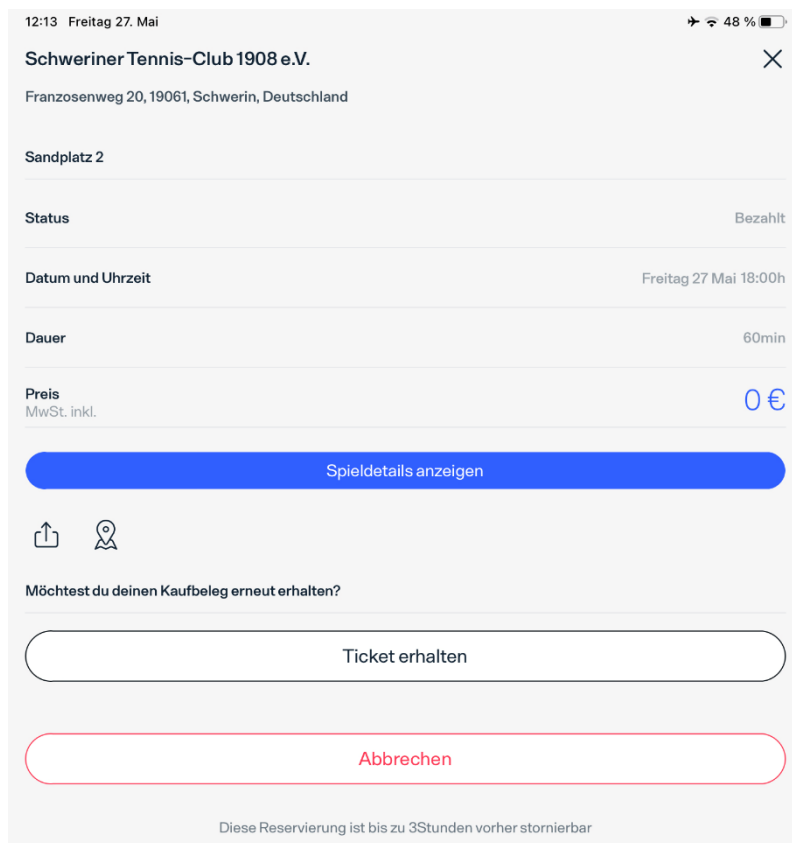 12:13 Freitag 27. Mai 48 %
Schweriner Tennis-Club 1908 e.V.
Franzosenweg 20, 19061, Schwerin, Deutschland
Sandplatz 2
Status Bezahlt
Datum und Uhrzeit Freitag 27 Mai 18:00h
Dauer 60min
Preis 0 €
MwSt. inkl.
Spieldetails anzeigen
Möchtest du deinen Kaufbeleg erneut erhalten?
Ticket erhalten
Abbrechen
Diese Reservierung ist bis zu 3Stunden vorher stornierbar